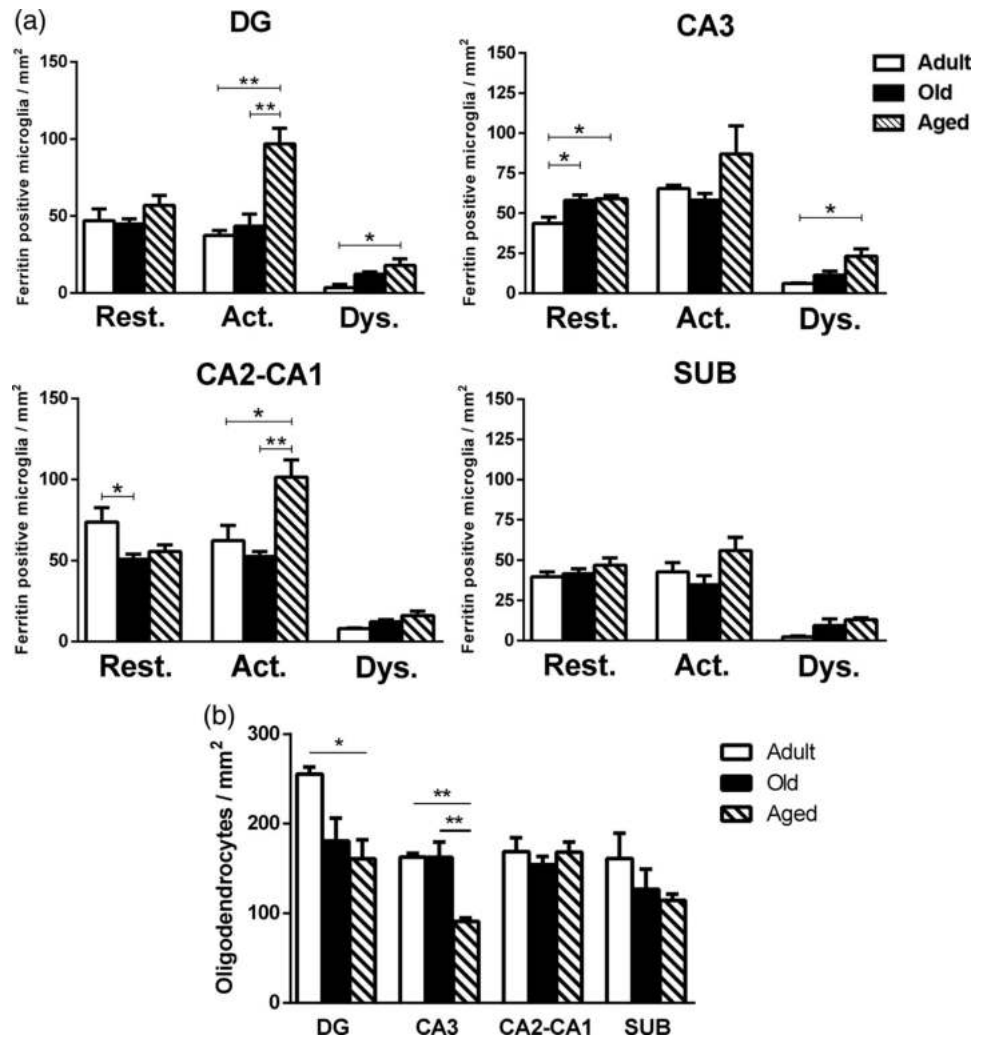 (a)
DG
Ferritin positive microglia / mm²
150
100
50
0
**
**
*
Rest. Act. Dys.
CA3
Ferritin positive microglia / mm²
150
125
100
75
50
25
0
*
*
*
Rest. Act. Dys.
Adult
Old
Aged
CA2-CA1
Ferritin positive microglia / mm²
150
100
50
0
*
*
**
Rest. Act. Dys.
SUB
Ferritin positive microglia / mm²
150
125
100
75
50
25
0
Rest. Act. Dys.
(b)
Oligodendrocytes / mm²
300
200
100
0
*
**
**
DG CA3 CA2-CA1 SUB
Adult
Old
Aged